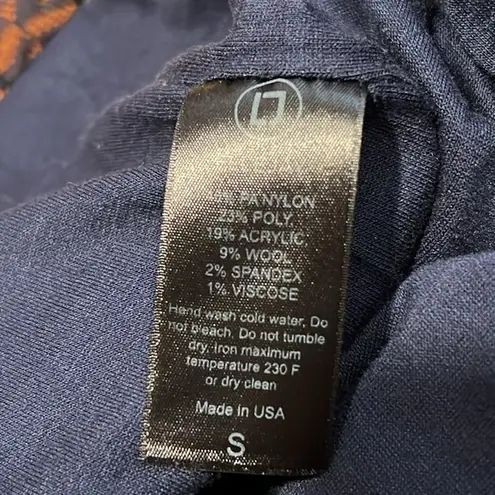 PA NYLON
23% POLY
19% ACRYLIC
9% WOOL
2% SPANDEX
1% VISCOSE
Hand wash cold water, Do
not bleach. Do not tumble
dry. Iron maximum
temperature 230 F
or dry clean
Made in USA
S